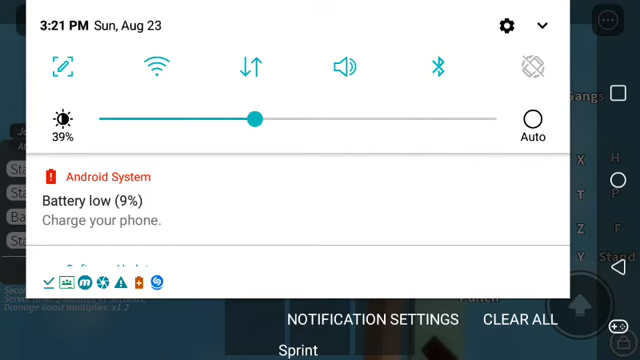 3:21 PM Sun, Aug 23
39%
Auto
Android System
Battery low (9%)
Charge your phone.
NOTIFICATION SETTINGS
CLEAR ALL
Sprint
Gangs
X H
T P
Z F
Y Stand
Damage boost multiplier: x1.2